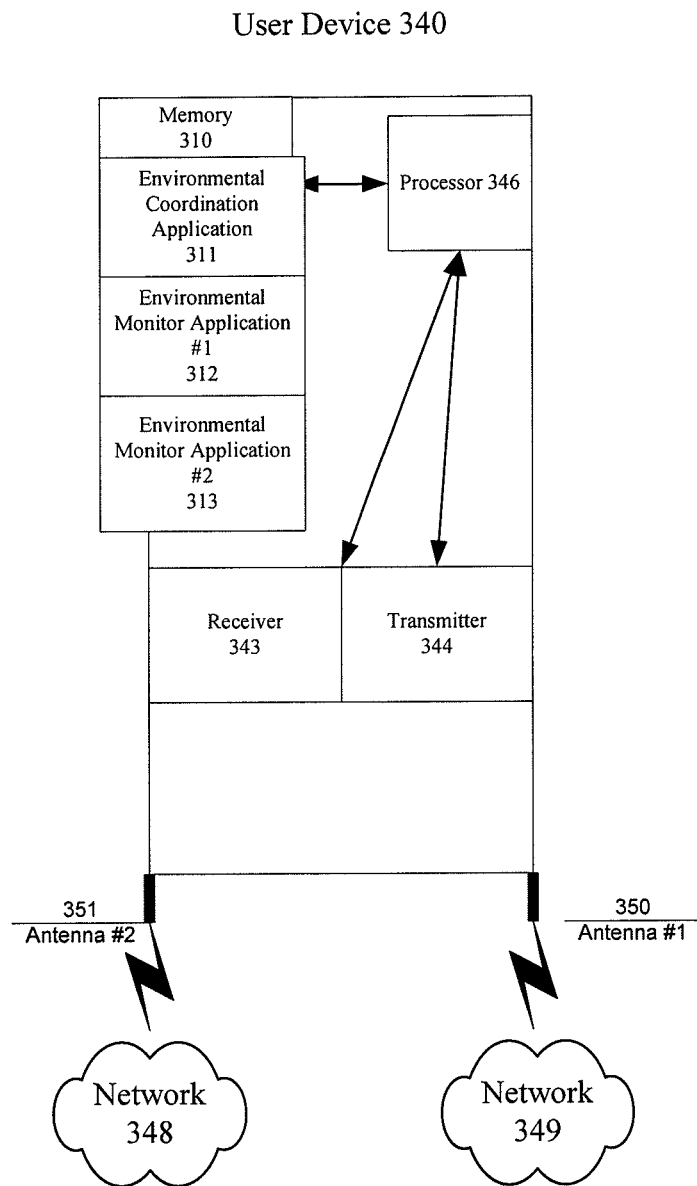 User Device 340
Memory
310
Environmental
Coordination
Application
311
Processor 346
Environmental
Monitor Application
#1
312
Environmental
Monitor Application
#2
313
Receiver
343
Transmitter
344
351
Antenna #2
350
Antenna #1
Network
348
Network
349